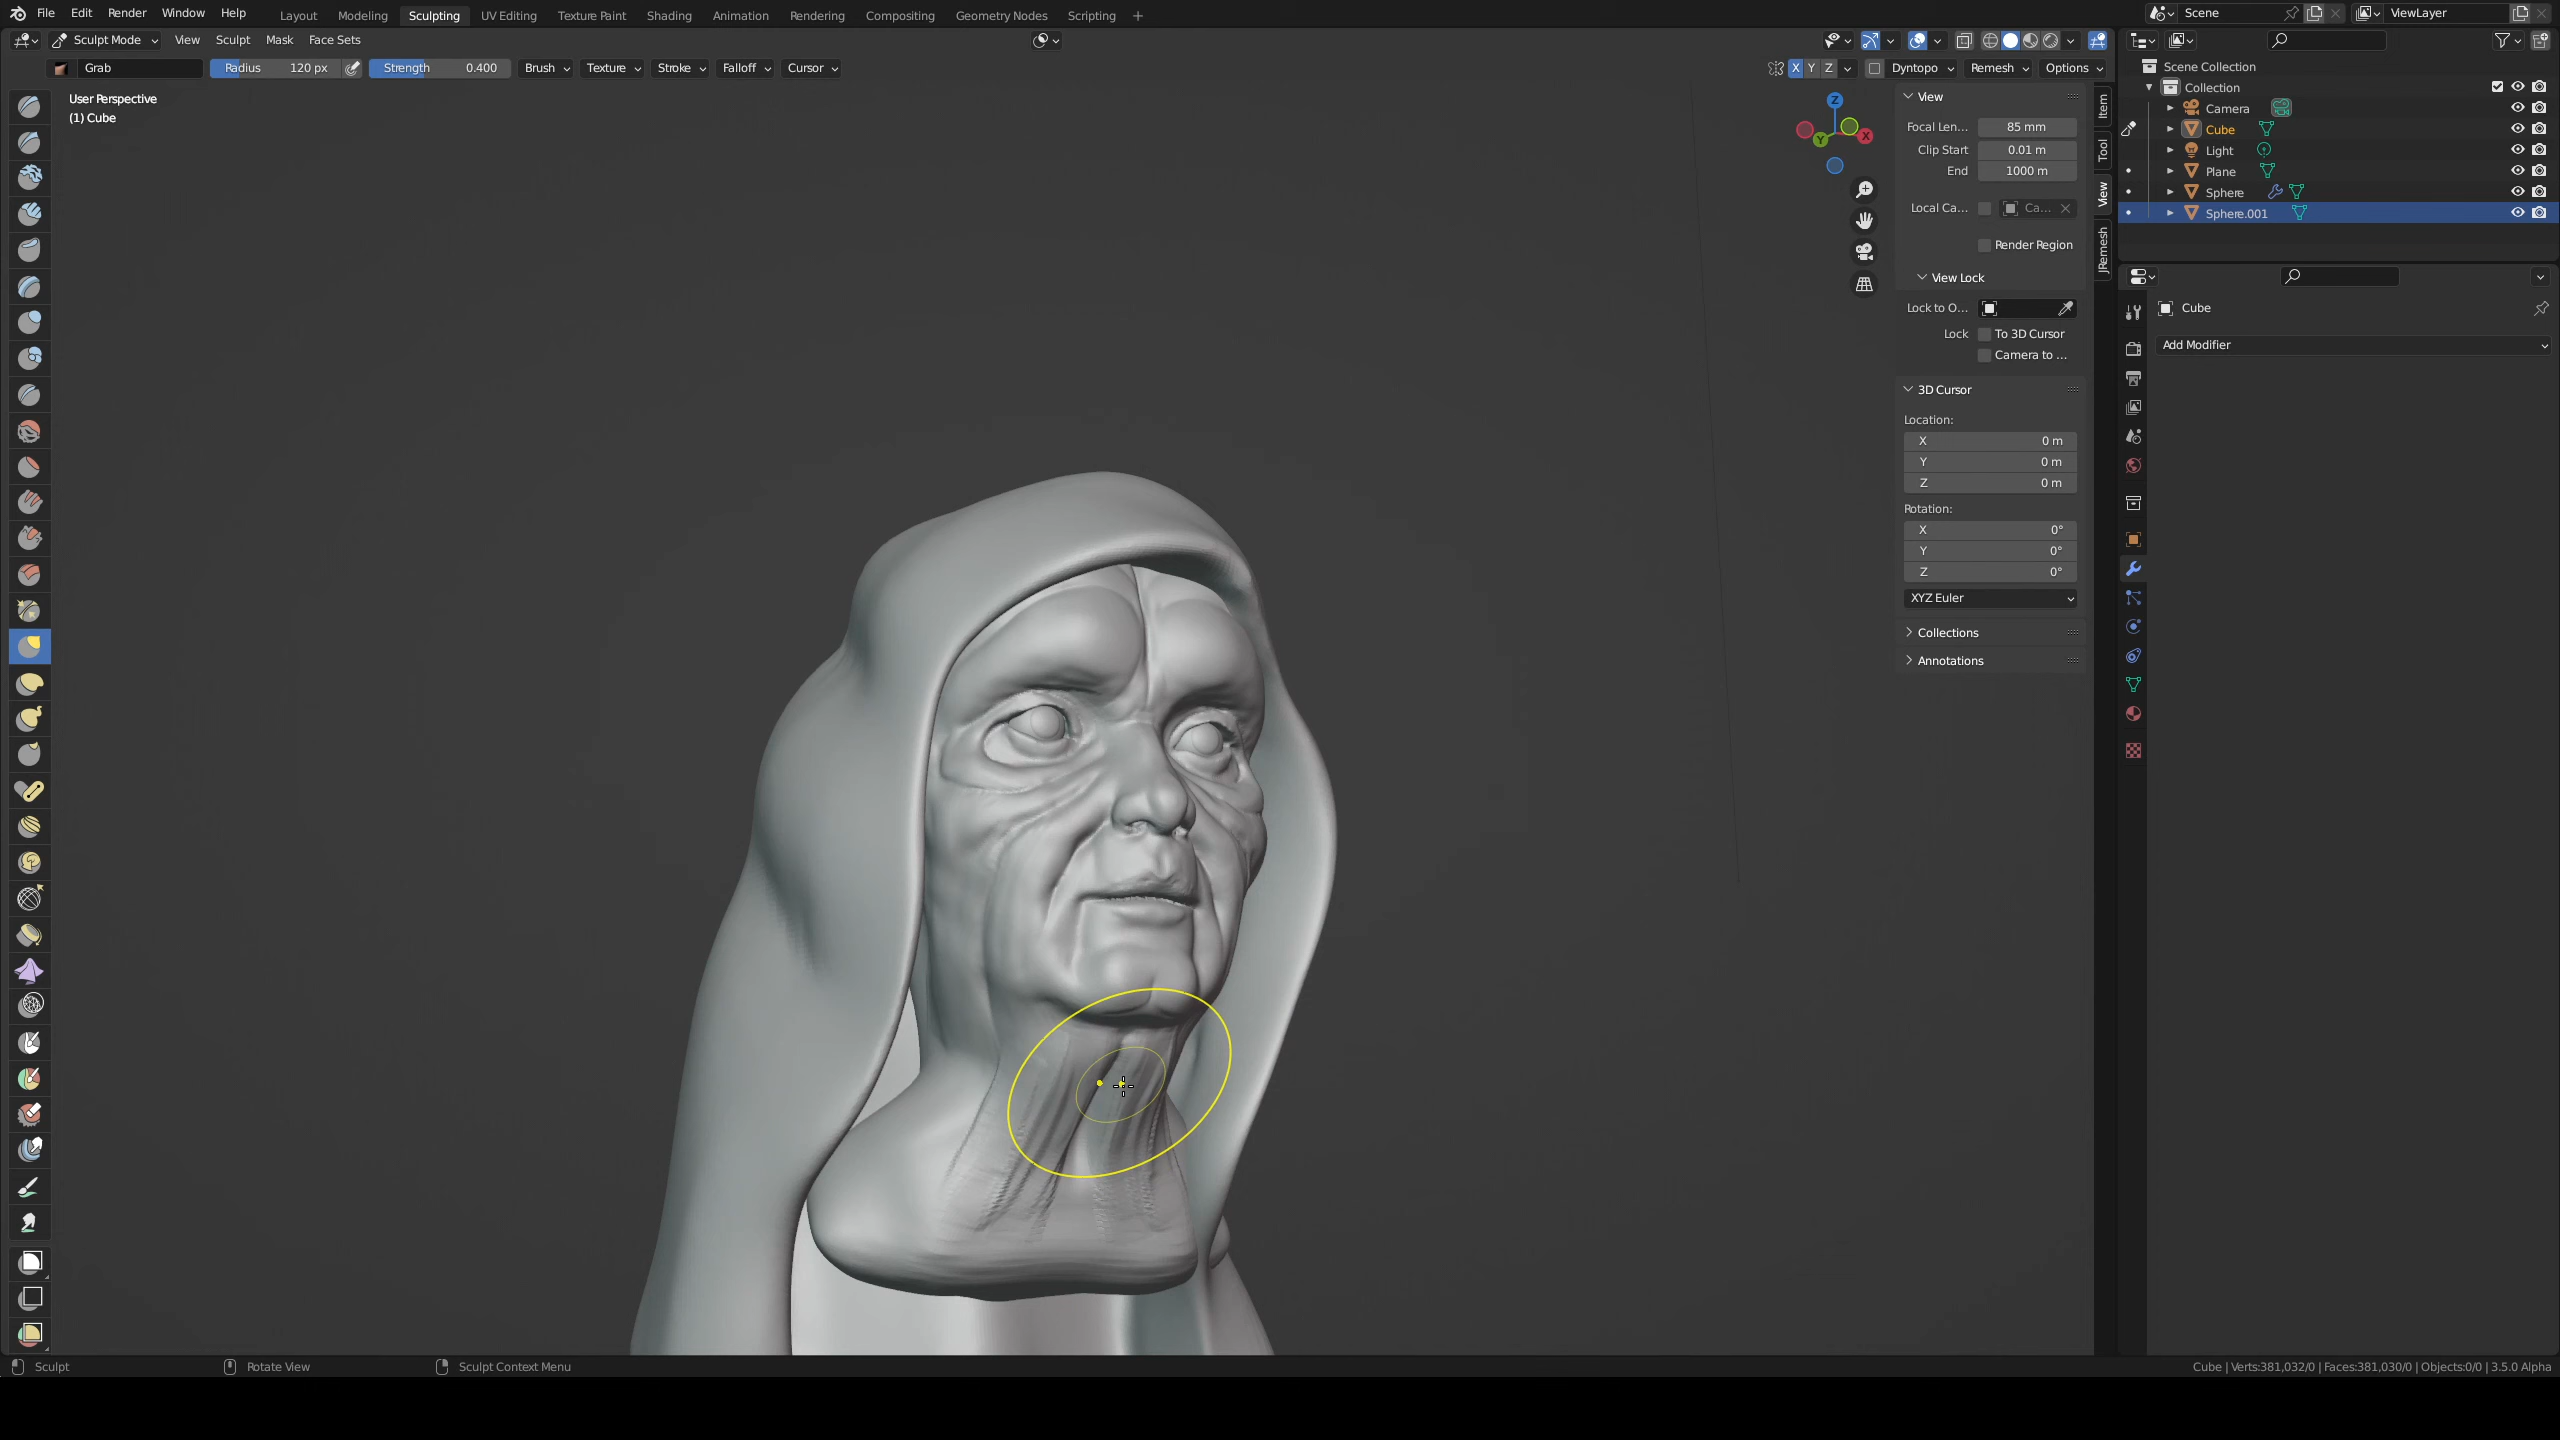 File Edit Render Window Help Layout Modeling Sculpting UV Editing Texture Paint Shading Animation Rendering Compositing Geometry Nodes Scripting + Scene ViewLayer
Sculpt Mode View Sculpt Mask Face Sets
Grab Radius 120 px Strength 0.400 Brush Texture Stroke Falloff Cursor X Y Z Dyntopo Remesh Options
User Perspective
(1) Cube
Z
X
Y
View
Focal Len... 85 mm
Clip Start 0.01 m
End 1000 m
Local Ca... Ca...
Render Region
View Lock
Lock to O...
Lock To 3D Cursor
Camera to ...
3D Cursor
Location:
X 0 m
Y 0 m
Z 0 m
Rotation:
X 0°
Y 0°
Z 0°
XYZ Euler
Collections
Annotations
Item
Tool
View
JRemesh
Scene Collection
Collection
Camera
Cube
Light
Plane
Sphere
Sphere.001
Cube
Add Modifier
Sculpt Rotate View Sculpt Context Menu Cube | Verts:381,032/0 | Faces:381,030/0 | Objects:0/0 | 3.5.0 Alpha